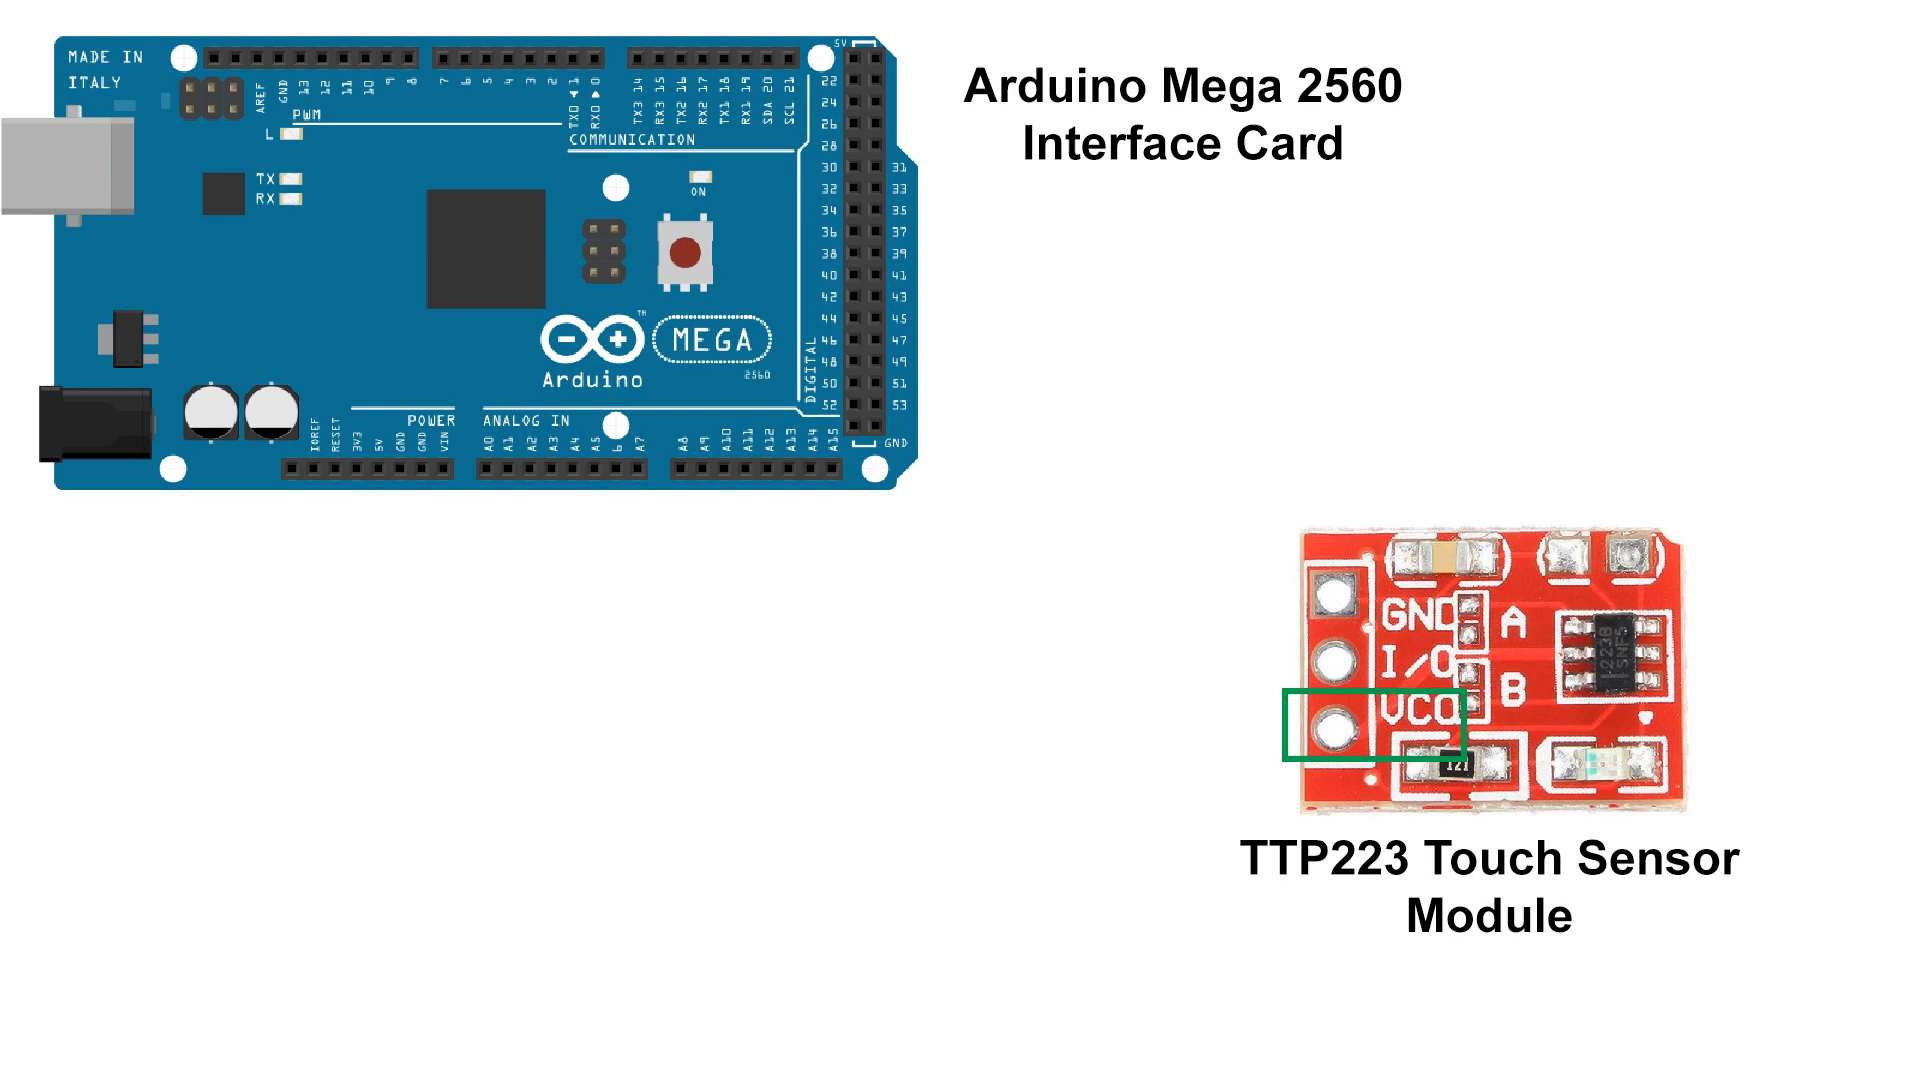 MADE IN
ITALY
AREF
GND
13
12
11
10
9
8
7
6
5
4
3
2
TX0 1
RX0 0
TX3 14
RX3 15
TX2 16
RX2 17
TX1 18
RX1 19
SDA 20
SCL 21
5V
PWM
L
COMMUNICATION
TX
RX
ON
22
24
26
28
30 31
32 33
34 35
36 37
38 39
40 41
42 43
44 45
46 47
48 49
50 51
52 53
GND
DIGITAL
TM
MEGA
2560
Arduino
POWER
ANALOG IN
IOREF
RESET
3V3
5V
GND
GND
VIN
A0
A1
A2
A3
A4
A5
6
A7
A8
A9
A10
A11
A12
A13
A14
A15
Arduino Mega 2560
Interface Card
GND
A
I/O
B
VCC
223B
121
TTP223 Touch Sensor
Module